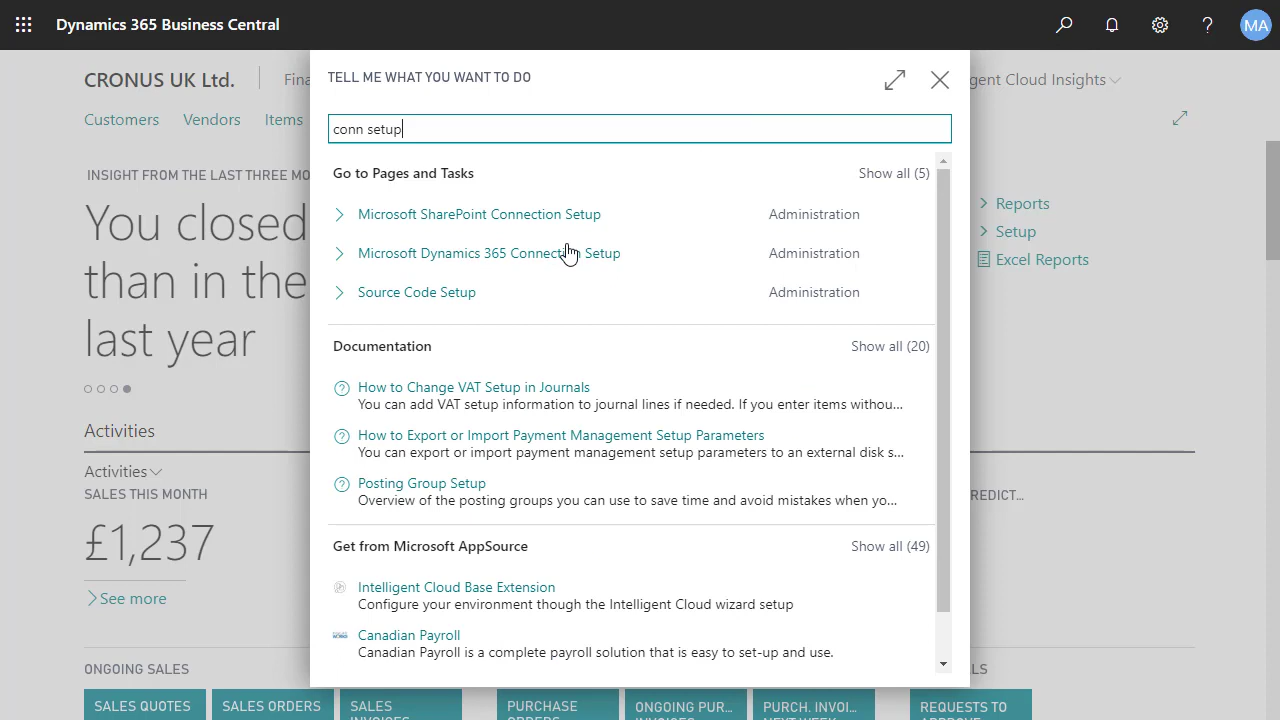 Dynamics 365 Business Central
MA
CRONUS UK Ltd.
Fina
gent Cloud Insights
Customers
Vendors
Items
INSIGHT FROM THE LAST THREE MO
You closed
than in the
last year
Reports
Setup
Excel Reports
Activities
Activities
SALES THIS MONTH
£1,237
See more
REDICT...
ONGOING SALES
LS
SALES QUOTES
SALES ORDERS
SALES
PURCHASE
ONGOING PUR...
PURCH. INVOI...
REQUESTS TO
TELL ME WHAT YOU WANT TO DO
conn setup
Go to Pages and Tasks
Show all (5)
Microsoft SharePoint Connection Setup
Administration
Microsoft Dynamics 365 Connection Setup
Administration
Source Code Setup
Administration
Documentation
Show all (20)
How to Change VAT Setup in Journals
You can add VAT setup information to journal lines if needed. If you enter items withou...
How to Export or Import Payment Management Setup Parameters
You can export or import payment management setup parameters to an external disk s...
Posting Group Setup
Overview of the posting groups you can use to save time and avoid mistakes when yo...
Get from Microsoft AppSource
Show all (49)
Intelligent Cloud Base Extension
Configure your environment though the Intelligent Cloud wizard setup
Canadian Payroll
Canadian Payroll is a complete payroll solution that is easy to set-up and use.